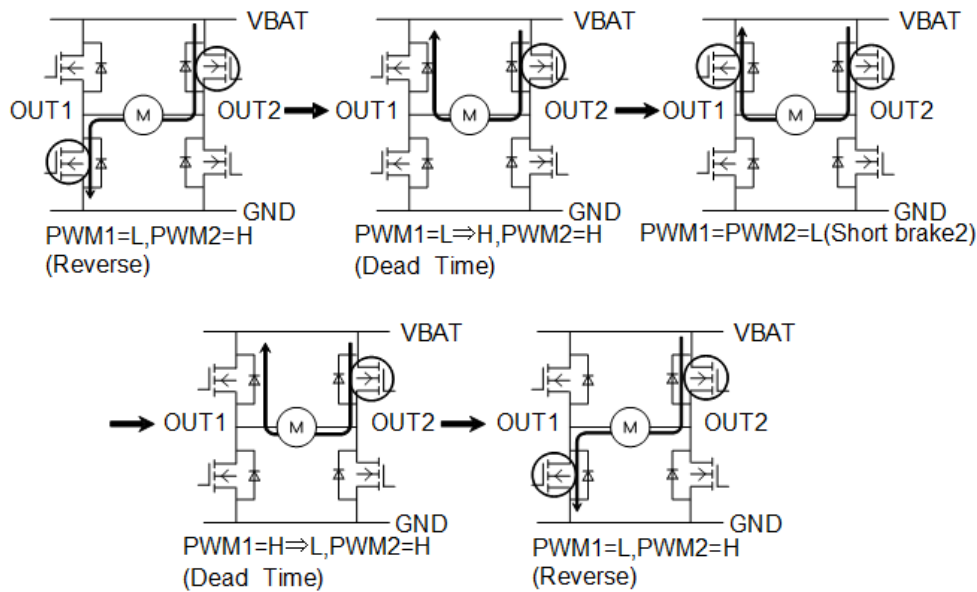 VBAT
OUT1
M
OUT2
GND
PWM1=L,PWM2=H
(Reverse)
VBAT
OUT1
M
OUT2
GND
PWM1=L⇒H,PWM2=H
(Dead Time)
VBAT
OUT1
M
OUT2
GND
PWM1=PWM2=L(Short brake2)
VBAT
OUT1
M
OUT2
GND
PWM1=H⇒L,PWM2=H
(Dead Time)
VBAT
OUT1
M
OUT2
GND
PWM1=L,PWM2=H
(Reverse)